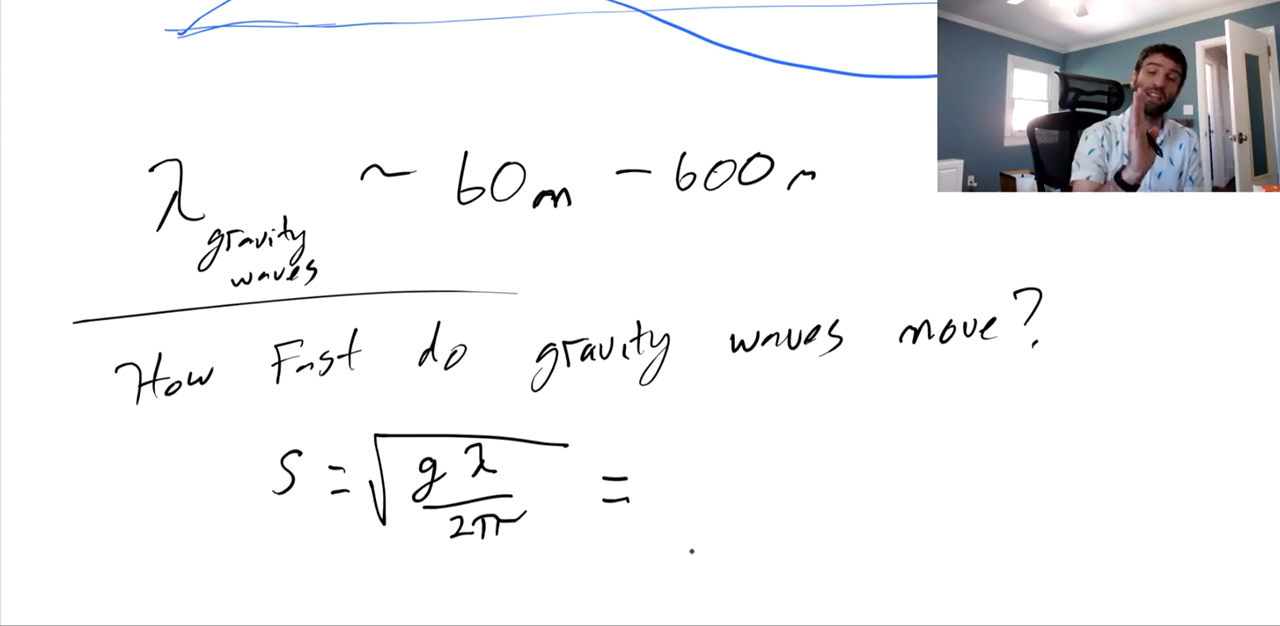 λ gravity waves ~ 60m - 600m
How Fast do gravity waves move?
S = √(gλ/2π) =